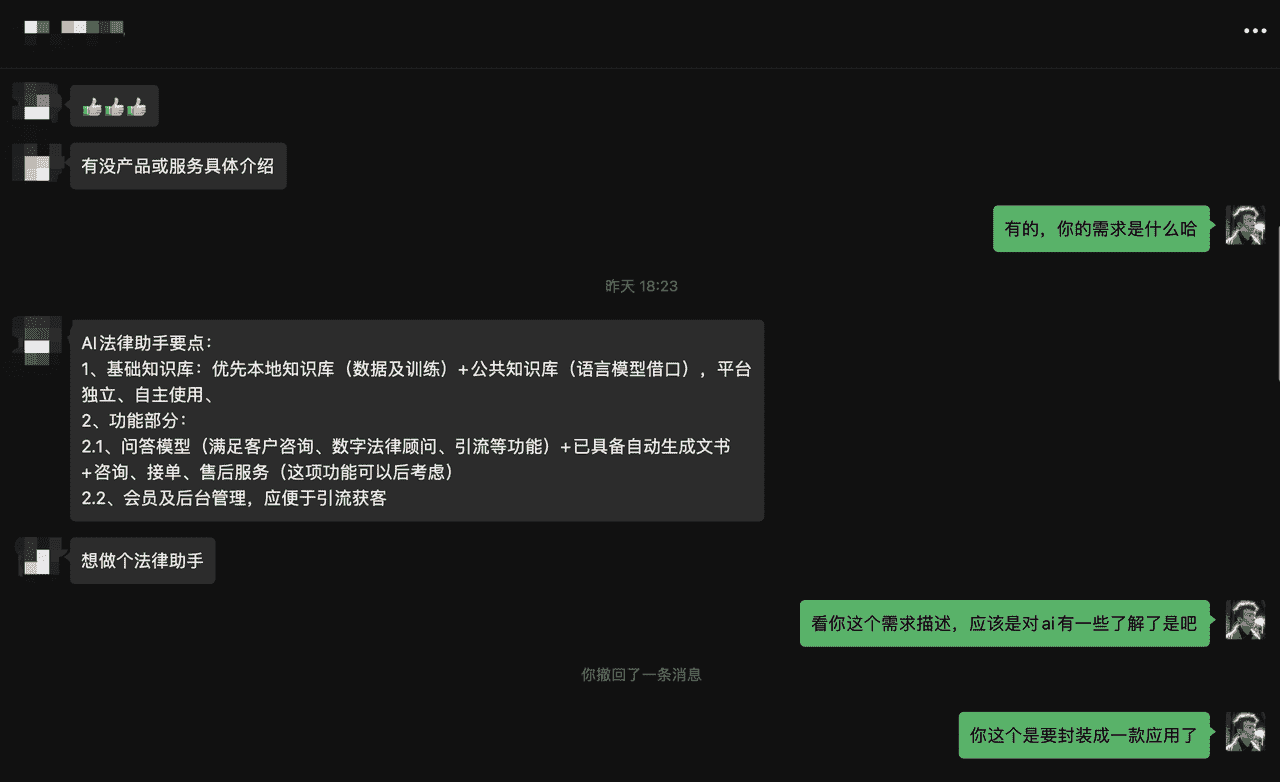 有没产品或服务具体介绍
有的，你的需求是什么哈
昨天 18:23
AI法律助手要点：
1、基础知识库：优先本地知识库（数据及训练）+公共知识库（语言模型借口），平台
独立、自主使用、
2、功能部分：
2.1、问答模型（满足客户咨询、数字法律顾问、引流等功能）+已具备自动生成文书
+咨询、接单、售后服务（这项功能可以后考虑）
2.2、会员及后台管理，应便于引流获客
想做个法律助手
看你这个需求描述，应该是对ai有一些了解了是吧
你撤回了一条消息
你这个是要封装成一款应用了